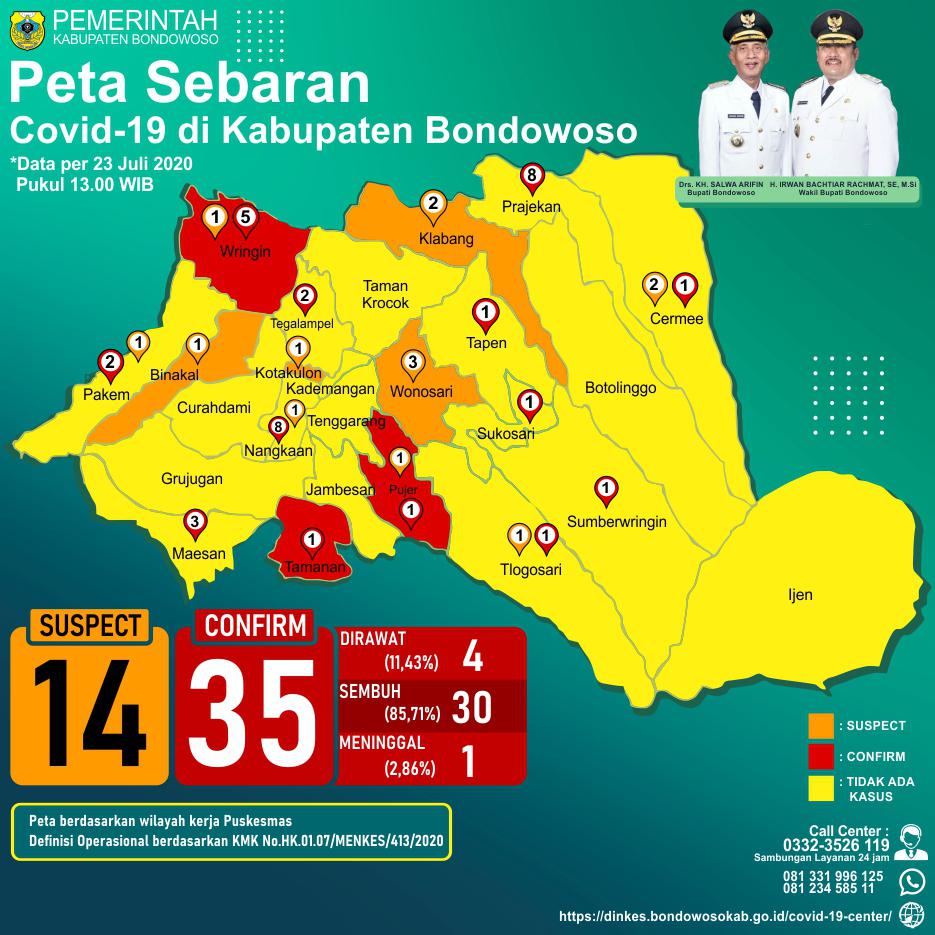 PEMERINTAH
KABUPATEN BONDOWOSO
Peta Sebaran
Covid-19 di Kabupaten Bondowoso
*Data per 23 Juli 2020
Pukul 13.00 WIB
Drs. KH. SALWA ARIFIN
Bupati Bondowoso
H. IRWAN BACHTIAR RACHMAT, SE, M.Si
Wakil Bupati Bondowoso
8
Prajekan
2
Klabang
1 5
Wringin
Taman
Krocok
2 1
Cermee
2
Tegalampel
1
Tapen
1
2
Pakem
1
Binakal
1
Kotakulon
Kademangan
3
Wonosari
Botolinggo
Curahdami
1
8
Nangkaan
Tenggarang
1
Sukosari
Grujugan
Jambesan
1
Pujer
1
1
Sumberwringin
3
Maesan
1
Tamanan
1 1
Tlogosari
Ijen
SUSPECT
14
CONFIRM
35
DIRAWAT
(11,43%) 4
SEMBUH
(85,71%) 30
MENINGGAL
(2,86%) 1
: SUSPECT
: CONFIRM
: TIDAK ADA
KASUS
Peta berdasarkan wilayah kerja Puskesmas
Definisi Operasional berdasarkan KMK No.HK.01.07/MENKES/413/2020
Call Center :
0332-3526 119
Sambungan Layanan 24 jam
081 331 996 125
081 234 585 11
https://dinkes.bondowosokab.go.id/covid-19-center/